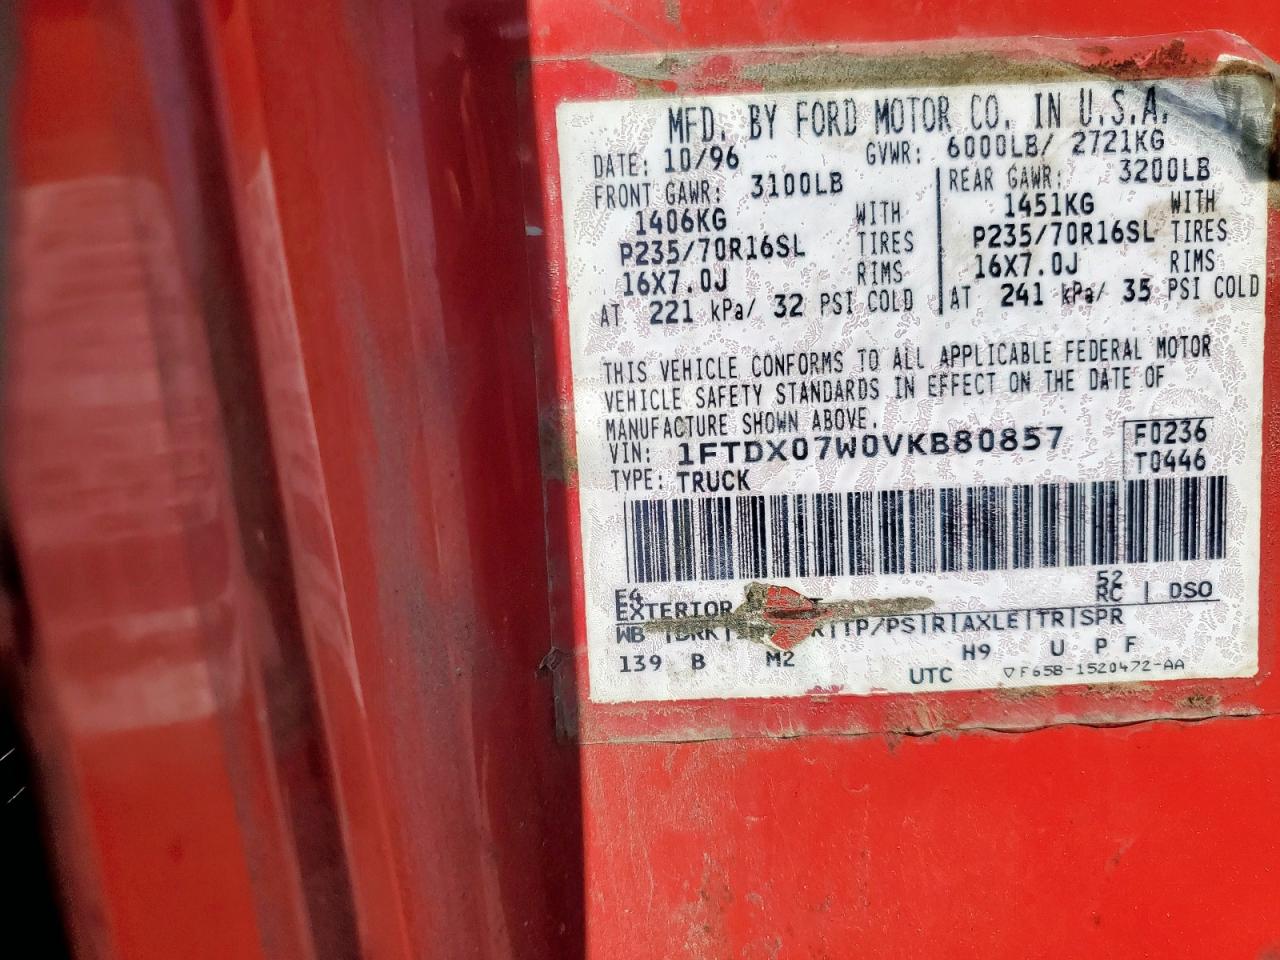 MFD. BY FORD MOTOR CO. IN U.S.A.
DATE: 10/96 GVWR: 6000LB/ 2721KG
FRONT GAWR: 3100LB REAR GAWR: 3200LB
1406KG WITH 1451KG WITH
P235/70R16SL TIRES P235/70R16SL TIRES
16X7.0J RIMS 16X7.0J RIMS
AT 221 kPa/ 32 PSI COLD AT 241 kPa/ 35 PSI COLD
THIS VEHICLE CONFORMS TO ALL APPLICABLE FEDERAL MOTOR
VEHICLE SAFETY STANDARDS IN EFFECT ON THE DATE OF
MANUFACTURE SHOWN ABOVE.
VIN: 1FTDX07W0VKB80857 F0236
TYPE: TRUCK T0446
E4 52
EXTERIOR RC | DSO
WB |BRK| TP/PS|R|AXLE|TR|SPR
139 B M2 H9 U P F
UTC ▽F65B-1520472-AA